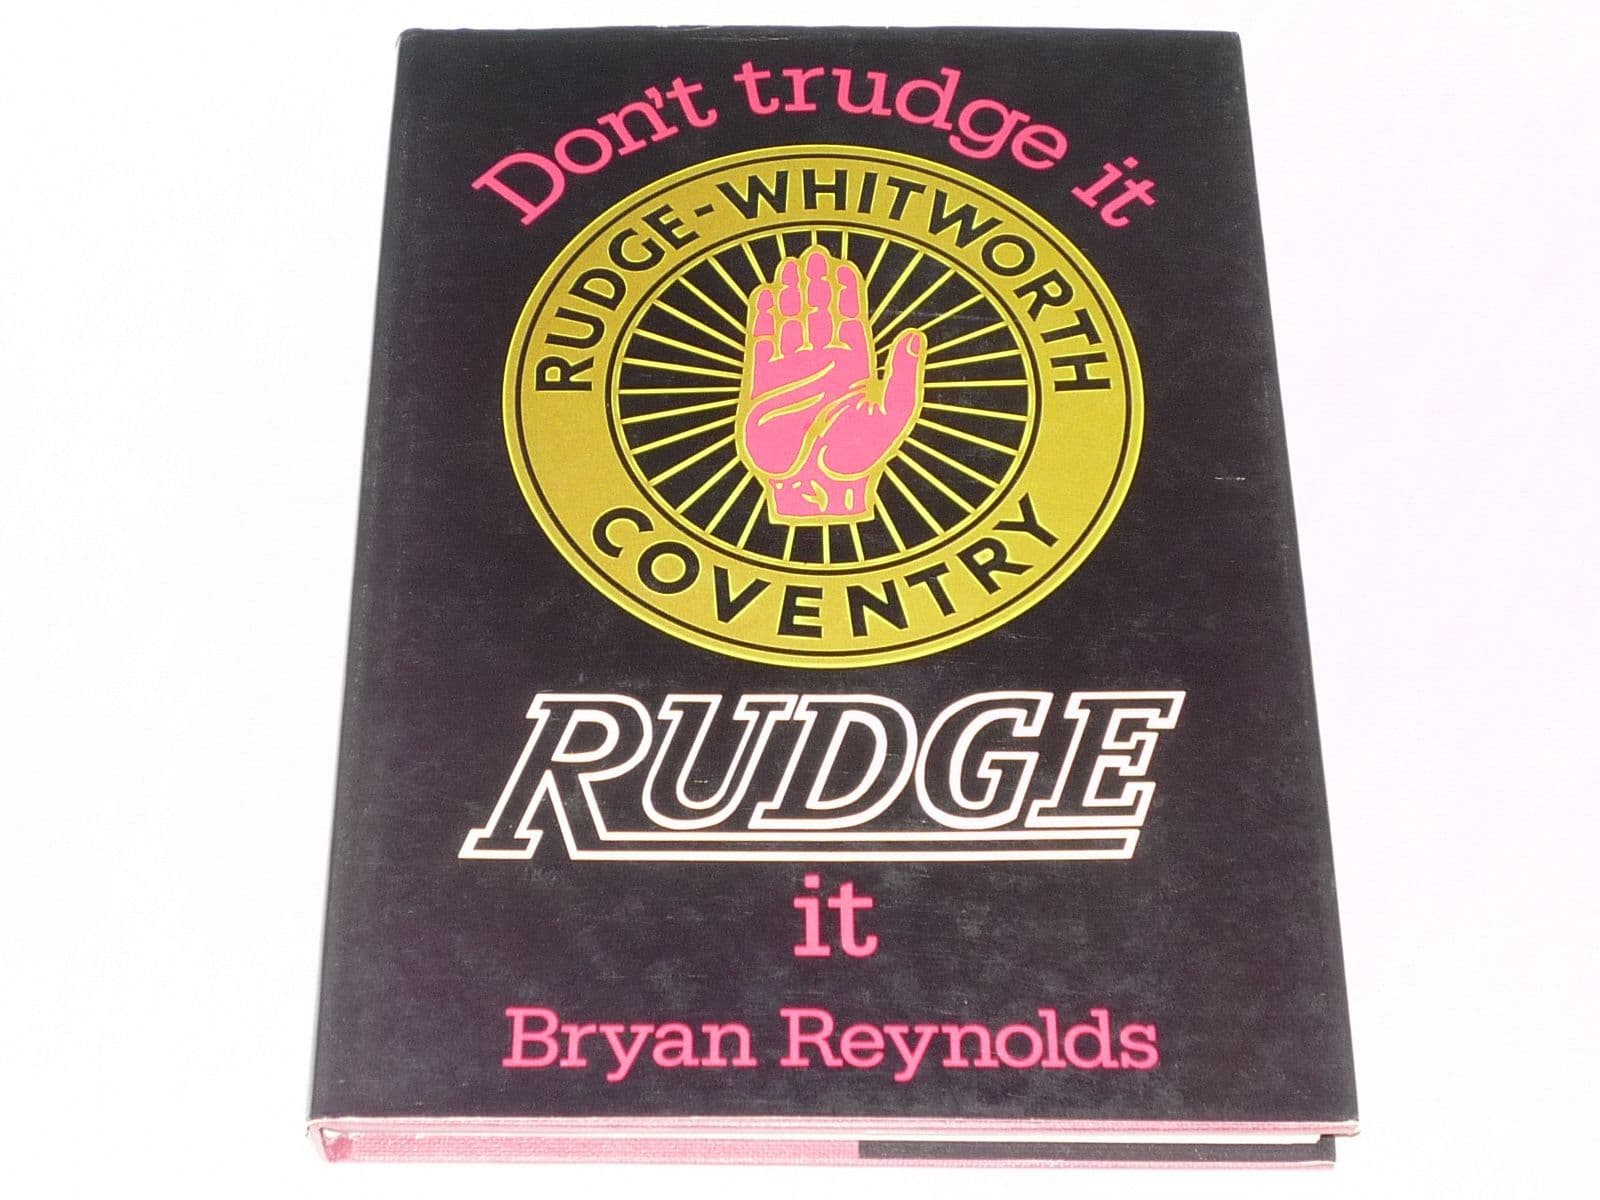 Don't trudge it
RUDGE-WHITWORTH
COVENTRY
RUDGE
it
Bryan Reynolds